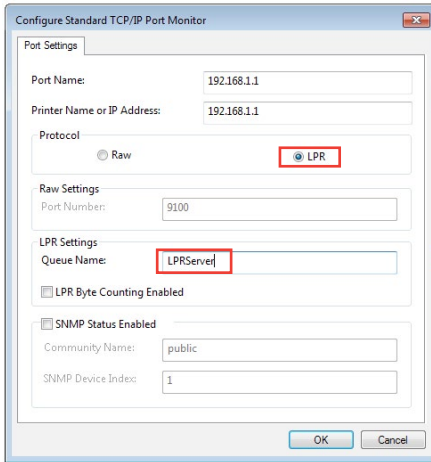 Configure Standard TCP/IP Port Monitor
Port Settings
Port Name: 192.168.1.1
Printer Name or IP Address: 192.168.1.1
Protocol
Raw LPR
Raw Settings
Port Number: 9100
LPR Settings
Queue Name: LPRServer
LPR Byte Counting Enabled
SNMP Status Enabled
Community Name: public
SNMP Device Index: 1
OK Cancel